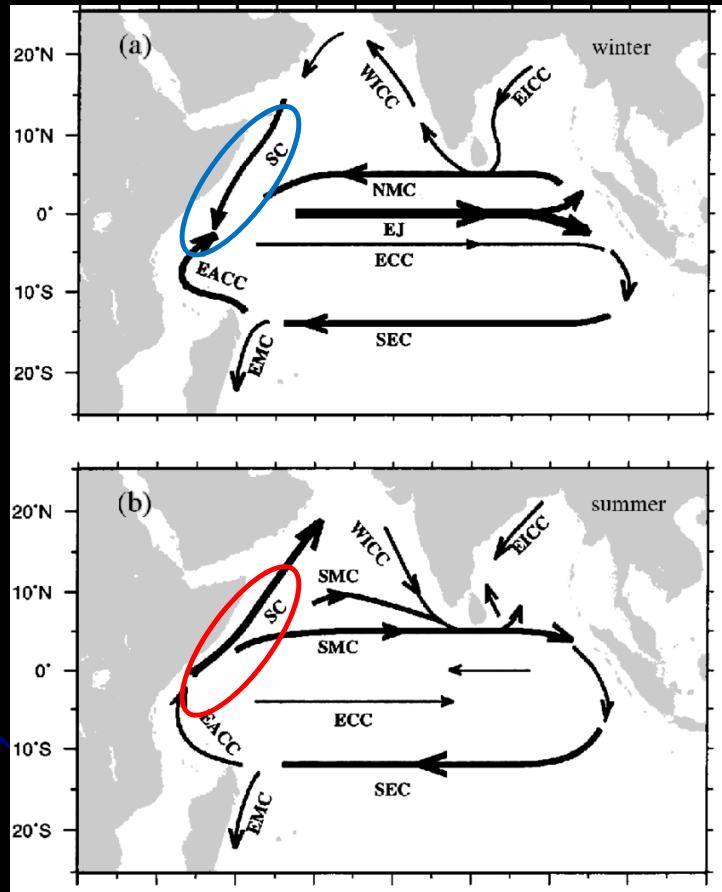 (a)
winter
20°N
10°N
0°
10°S
20°S
WICC
EICC
SC
NMC
EJ
ECC
EACC
SEC
EMC
(b)
summer
20°N
10°N
0°
10°S
20°S
WICC
EICC
SMC
SC
SMC
ECC
EACC
SEC
EMC